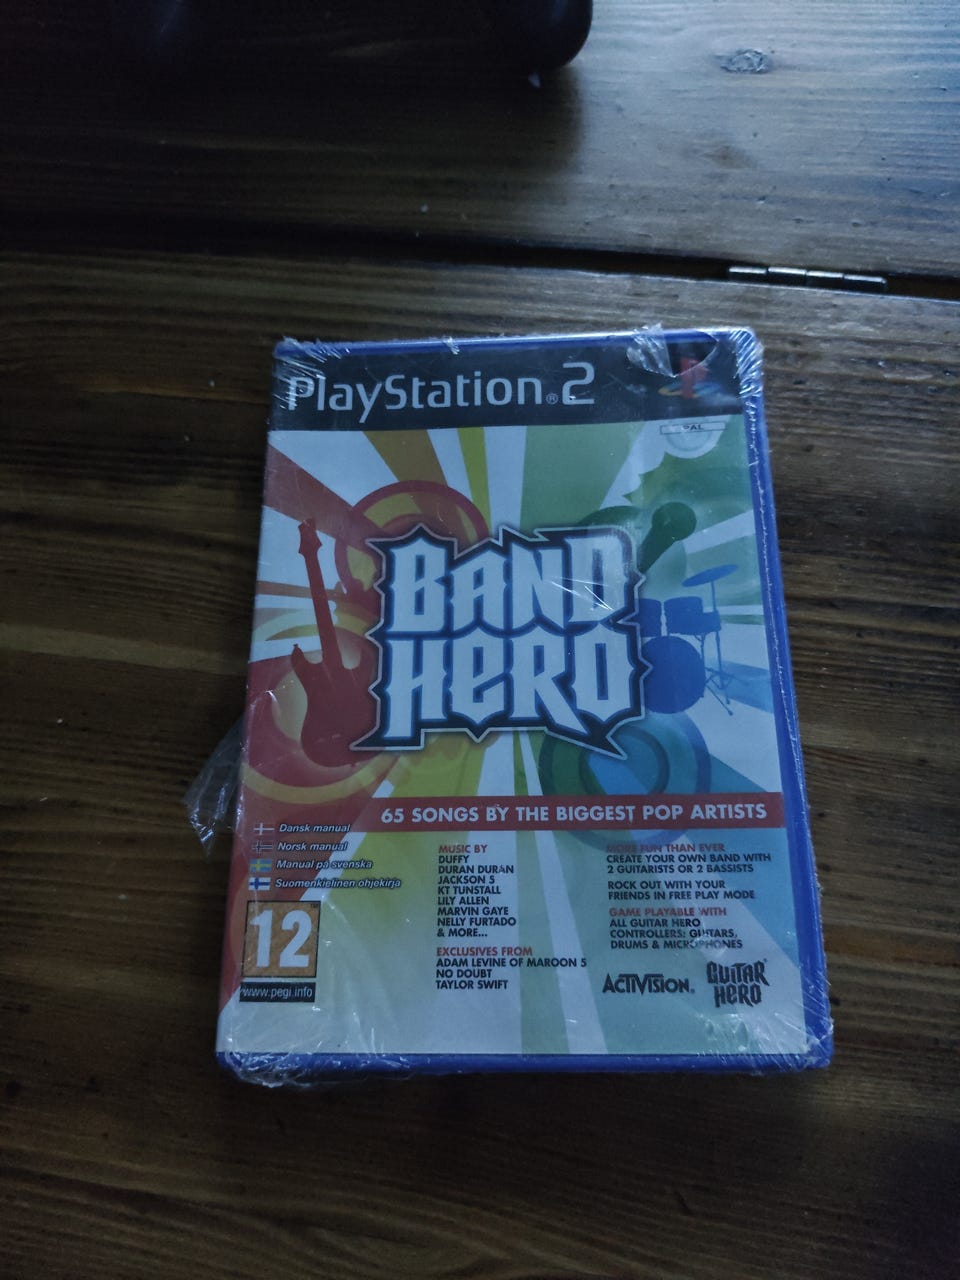 PlayStation®2
PAL
BAND
HERO
65 SONGS BY THE BIGGEST POP ARTISTS
Dansk manual
Norsk manual
Manual på svenska
Suomenkielinen ohjekirja
12
www.pegi.info
MUSIC BY
DUFFY
DURAN DURAN
JACKSON 5
KT TUNSTALL
LILY ALLEN
MARVIN GAYE
NELLY FURTADO
& MORE...
EXCLUSIVES FROM
ADAM LEVINE OF MAROON 5
NO DOUBT
TAYLOR SWIFT
MORE FUN THAN EVER
CREATE YOUR OWN BAND WITH
2 GUITARISTS OR 2 BASSISTS
ROCK OUT WITH YOUR
FRIENDS IN FREE PLAY MODE
GAME PLAYABLE WITH
ALL GUITAR HERO
CONTROLLERS: GUITARS,
DRUMS & MICROPHONES
ACTIVISION®
GUITAR
HERO®